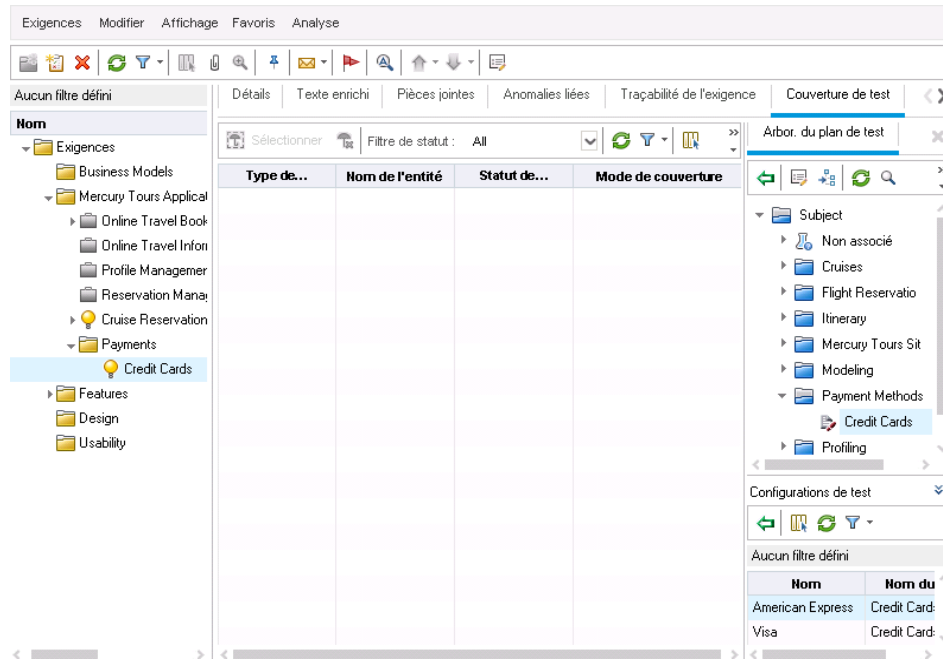 Exigences Modifier Affichage Favoris Analyse
Aucun filtre défini
Nom
Exigences
Business Models
Mercury Tours Applicat
Online Travel Book
Online Travel Infor
Profile Managemer
Reservation Mana
Cruise Reservation
Payments
Credit Cards
Features
Design
Usability
Détails Texte enrichi Pièces jointes Anomalies liées Traçabilité de l'exigence Couverture de test
Sélectionner Filtre de statut : All
Type de... Nom de l'entité Statut de... Mode de couverture
Arbor. du plan de test
Subject
Non associé
Cruises
Flight Reservatio
Itinerary
Mercury Tours Sit
Modeling
Payment Methods
Credit Cards
Profiling
Configurations de test
Aucun filtre défini
Nom Nom du
American Express Credit Card
Visa Credit Card